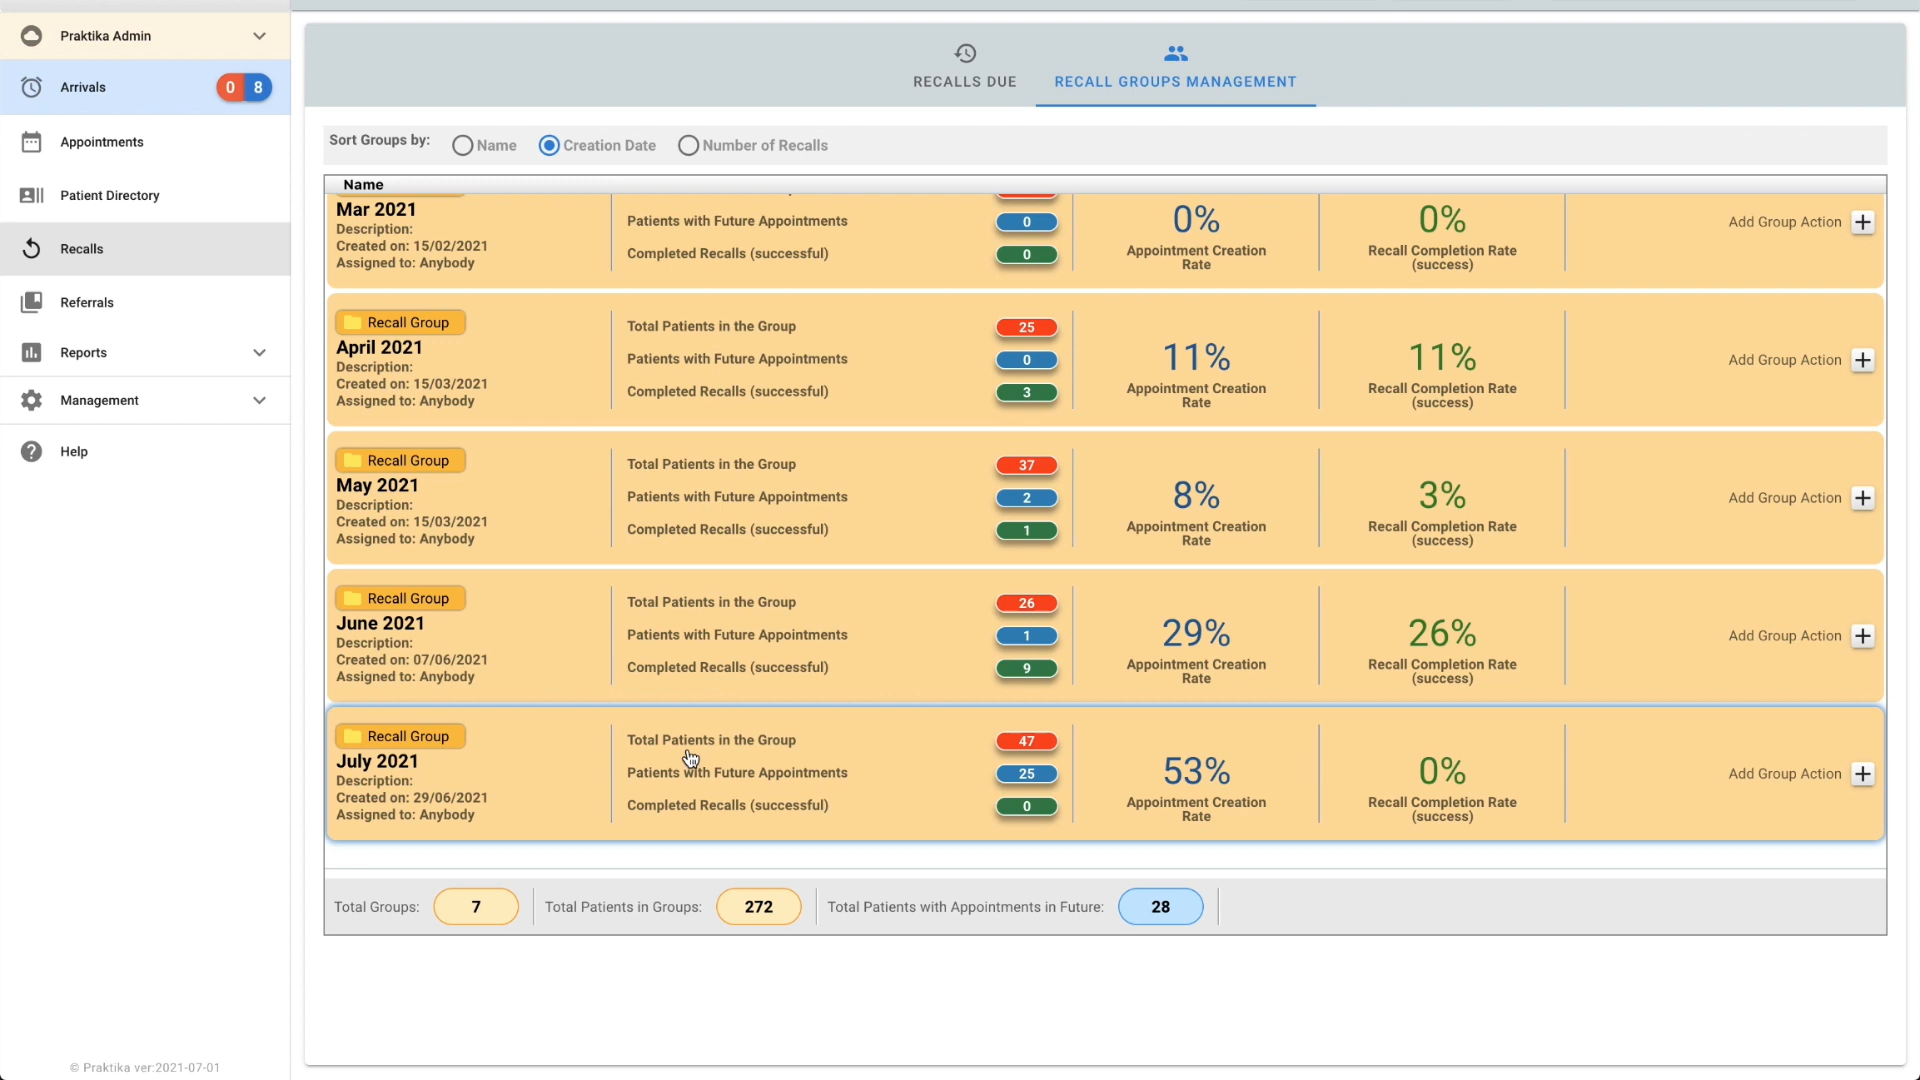 Praktika Admin
Arrivals
0 8
Appointments
Patient Directory
Recalls
Referrals
Reports
Management
Help
© Praktika ver:2021-07-01
RECALLS DUE
RECALL GROUPS MANAGEMENT
Sort Groups by:
Name
Creation Date
Number of Recalls
Name
Mar 2021
Description:
Created on: 15/02/2021
Assigned to: Anybody
Patients with Future Appointments 0
Completed Recalls (successful) 0
0%
Appointment Creation
Rate
0%
Recall Completion Rate
(success)
Add Group Action
Recall Group
April 2021
Description:
Created on: 15/03/2021
Assigned to: Anybody
Total Patients in the Group 25
Patients with Future Appointments 0
Completed Recalls (successful) 3
11%
Appointment Creation
Rate
11%
Recall Completion Rate
(success)
Add Group Action
Recall Group
May 2021
Description:
Created on: 15/03/2021
Assigned to: Anybody
Total Patients in the Group 37
Patients with Future Appointments 2
Completed Recalls (successful) 1
8%
Appointment Creation
Rate
3%
Recall Completion Rate
(success)
Add Group Action
Recall Group
June 2021
Description:
Created on: 07/06/2021
Assigned to: Anybody
Total Patients in the Group 26
Patients with Future Appointments 1
Completed Recalls (successful) 9
29%
Appointment Creation
Rate
26%
Recall Completion Rate
(success)
Add Group Action
Recall Group
July 2021
Description:
Created on: 29/06/2021
Assigned to: Anybody
Total Patients in the Group 47
Patients with Future Appointments 25
Completed Recalls (successful) 0
53%
Appointment Creation
Rate
0%
Recall Completion Rate
(success)
Add Group Action
Total Groups: 7
Total Patients in Groups: 272
Total Patients with Appointments in Future: 28